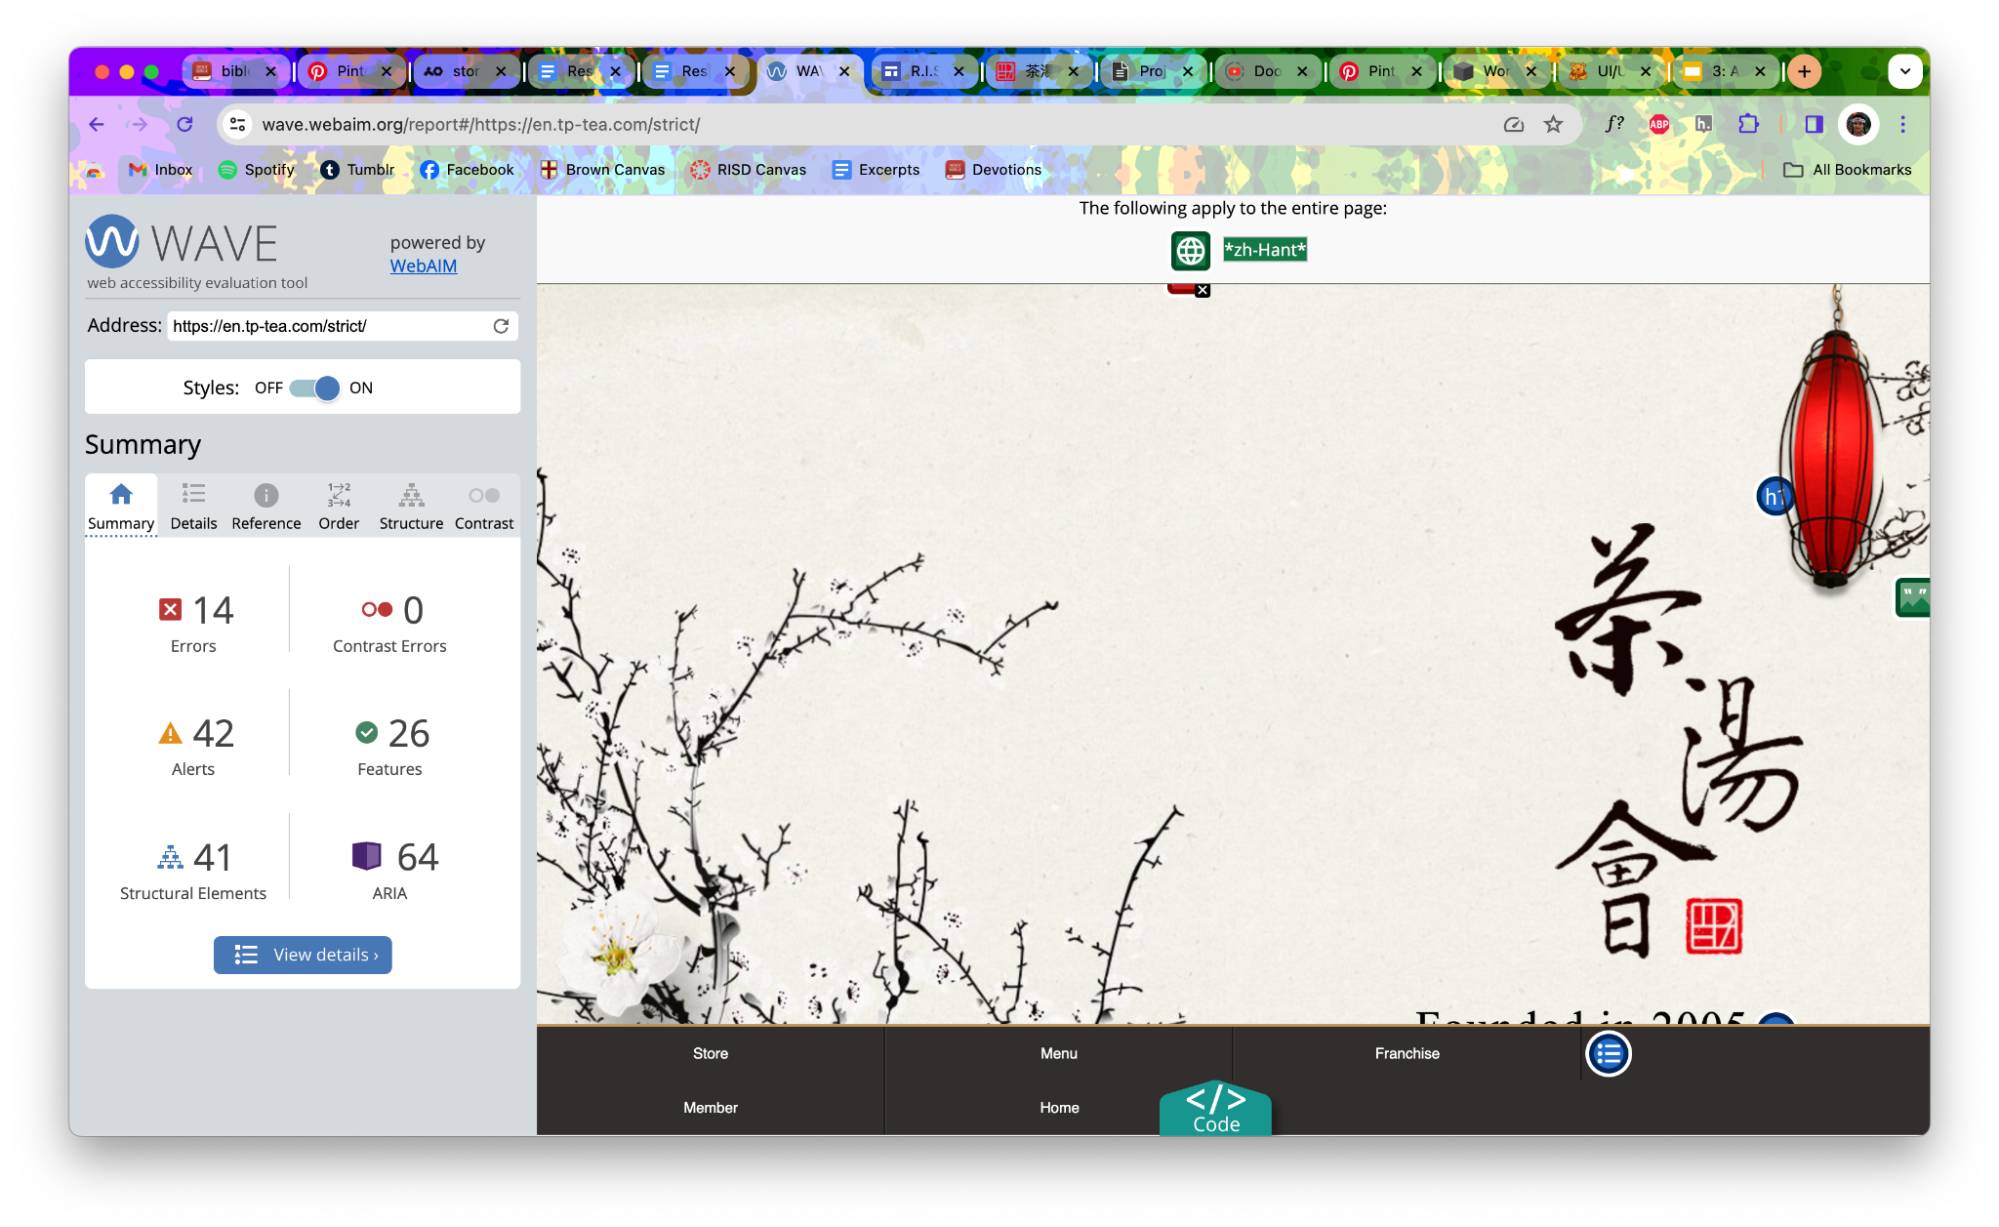 bibl
Pint
stor
Res
Res
WA
R.I.S
茶湯
Pro
Doc
Pint
Wor
UI/U
3: A
wave.webaim.org/report#/https://en.tp-tea.com/strict/
f?
ABP
h.
Inbox
Spotify
Tumblr
Facebook
Brown Canvas
RISD Canvas
Excerpts
Devotions
All Bookmarks
WAVE
web accessibility evaluation tool
powered by
WebAIM
Address: https://en.tp-tea.com/strict/
Styles: OFF ON
Summary
Summary Details Reference Order Structure Contrast
14
Errors
0
Contrast Errors
42
Alerts
26
Features
41
Structural Elements
64
ARIA
View details ›
The following apply to the entire page:
*zh-Hant*
h1
茶
湯
會
Founded in 2005
Store
Menu
Franchise
Member
Home
</>
Code